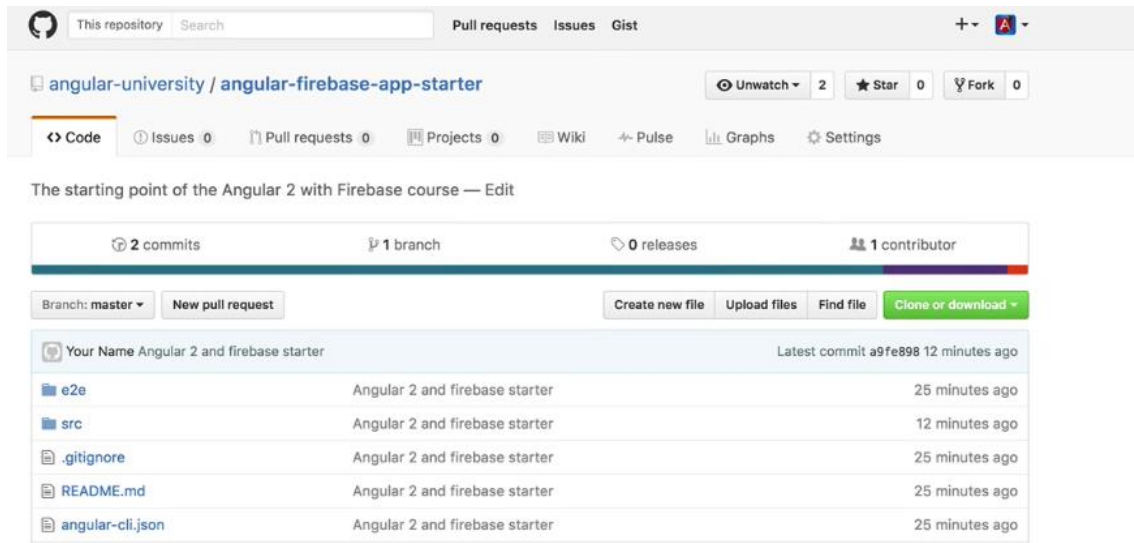 This repository Search Pull requests Issues Gist
angular-university / angular-firebase-app-starter Unwatch 2 Star 0 Fork 0
<> Code Issues 0 Pull requests 0 Projects 0 Wiki Pulse Graphs Settings
The starting point of the Angular 2 with Firebase course — Edit
2 commits 1 branch 0 releases 1 contributor
Branch: master New pull request Create new file Upload files Find file Clone or download
Your Name Angular 2 and firebase starter Latest commit a9fe898 12 minutes ago
e2e Angular 2 and firebase starter 25 minutes ago
src Angular 2 and firebase starter 12 minutes ago
.gitignore Angular 2 and firebase starter 25 minutes ago
README.md Angular 2 and firebase starter 25 minutes ago
angular-cli.json Angular 2 and firebase starter 25 minutes ago